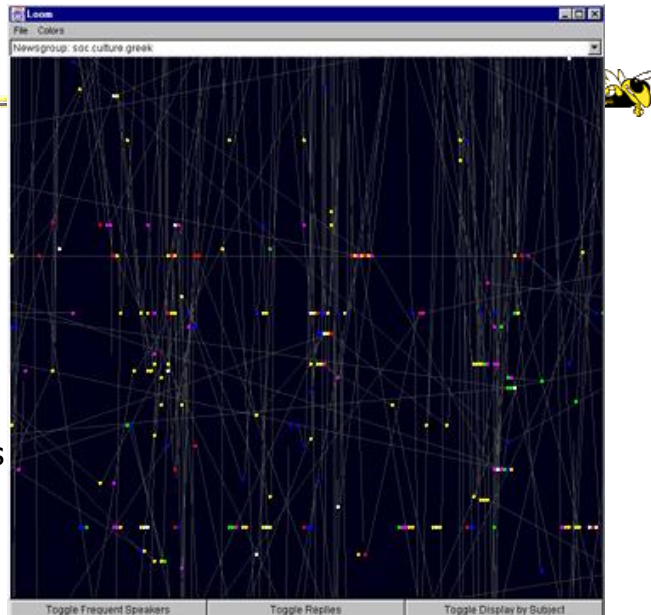 Loom
File Colors
Newsgroup: soc.culture.greek
s
Toggle Frequent Speakers
Toggle Replies
Toggle Display by Subject